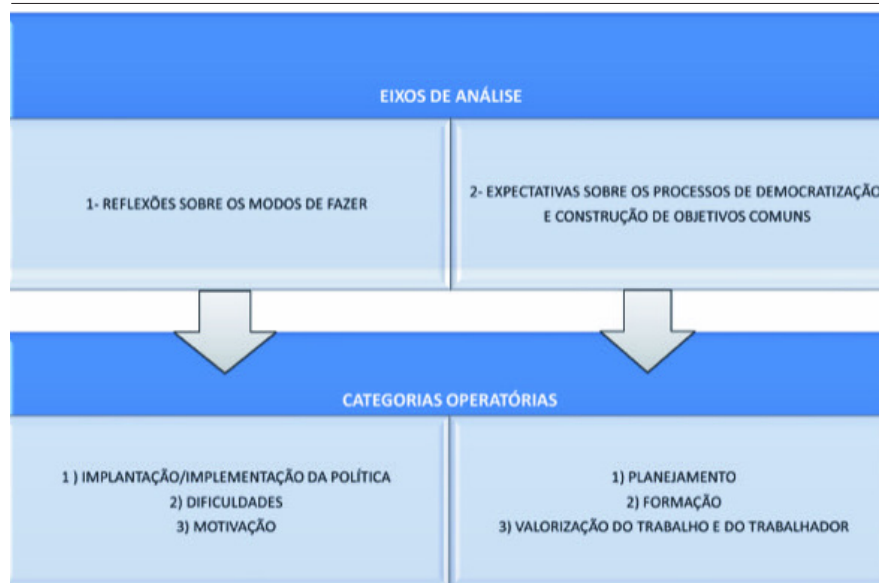 EIXOS DE ANÁLISE
1- REFLEXÕES SOBRE OS MODOS DE FAZER
2- EXPECTATIVAS SOBRE OS PROCESSOS DE DEMOCRATIZAÇÃO
E CONSTRUÇÃO DE OBJETIVOS COMUNS
CATEGORIAS OPERATÓRIAS
1 ) IMPLANTAÇÃO/IMPLEMENTAÇÃO DA POLÍTICA
2) DIFICULDADES
3) MOTIVAÇÃO
1) PLANEJAMENTO
2) FORMAÇÃO
3) VALORIZAÇÃO DO TRABALHO E DO TRABALHADOR